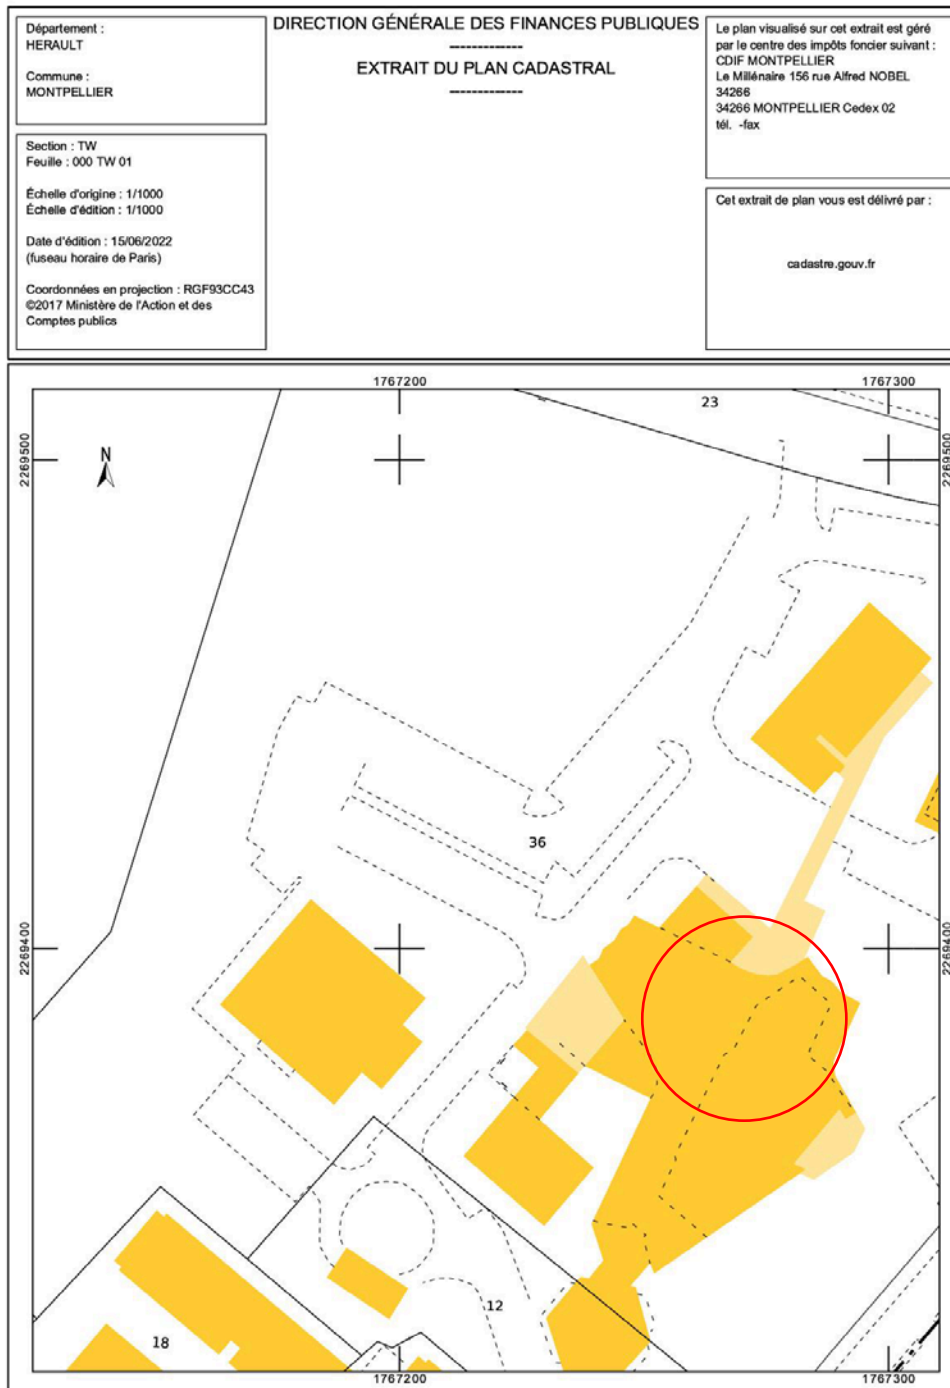 Département :
HERAULT
Commune :
MONTPELLIER
Section : TW
Feuille : 000 TW 01
Échelle d'origine : 1/1000
Échelle d'édition : 1/1000
Date d'édition : 15/06/2022
(fuseau horaire de Paris)
Coordonnées en projection : RGF93CC43
©2017 Ministère de l'Action et des
Comptes publics
DIRECTION GÉNÉRALE DES FINANCES PUBLIQUES
-------------
EXTRAIT DU PLAN CADASTRAL
-------------
Le plan visualisé sur cet extrait est géré
par le centre des impôts foncier suivant :
CDIF MONTPELLIER
Le Millénaire 156 rue Alfred NOBEL
34266
34266 MONTPELLIER Cedex 02
tél. -fax
Cet extrait de plan vous est délivré par :
cadastre.gouv.fr
1767200
1767300
23
2269500
N
2269500
36
2269400
2269400
12
18
1767200
1767300